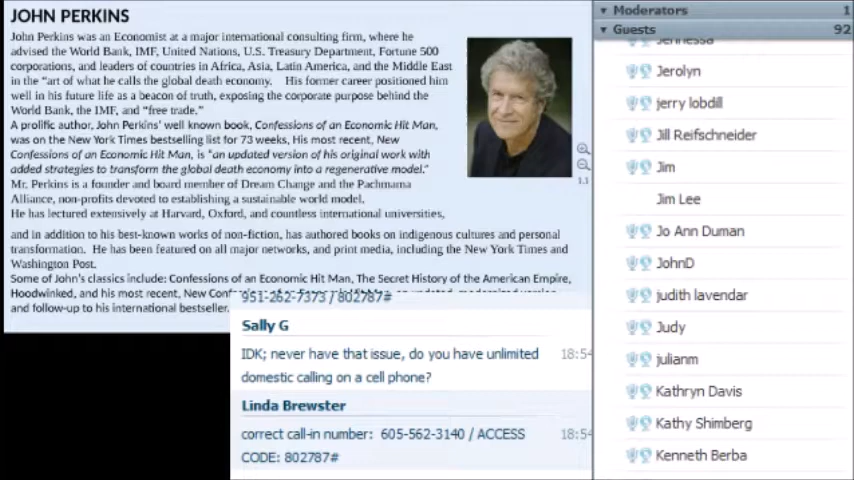 JOHN PERKINS
John Perkins was an Economist at a major international consulting firm, where he
advised the World Bank, IMF, United Nations, U.S. Treasury Department, Fortune 500
corporations, and leaders of countries in Africa, Asia, Latin America, and the Middle East
in the “art of what he calls the global death economy. His former career positioned him
well in his future life as a beacon of truth, exposing the corporate purpose behind the
World Bank, the IMF, and “free trade.”
A prolific author, John Perkins’ well known book, Confessions of an Economic Hit Man,
was on the New York Times bestselling list for 73 weeks, His most recent, New
Confessions of an Economic Hit Man, is “an updated version of his original work with
added strategies to transform the global death economy into a regenerative model.”
Mr. Perkins is a founder and board member of Dream Change and the Pachmama
Alliance, non-profits devoted to establishing a sustainable world model.
He has lectured extensively at Harvard, Oxford, and countless international universities,
and in addition to his best-known works of non-fiction, has authored books on indigenous cultures and personal
transformation. He has been featured on all major networks, and print media, including the New York Times and
Washington Post.
Some of John’s classics include: Confessions of an Economic Hit Man, The Secret History of the American Empire,
Hoodwinked, and his most recent, New
and follow-up to his international bestseller.
1:1
951-262-7373 / 802787#
Sally G
IDK; never have that issue, do you have unlimited 18:54
domestic calling on a cell phone?
Linda Brewster
correct call-in number: 605-562-3140 / ACCESS 18:54
CODE: 802787#
Moderators 1
Guests 92
Jennessa
Jerolyn
jerry lobdill
Jill Reifschneider
Jim
Jim Lee
Jo Ann Duman
JohnD
judith lavendar
Judy
julianm
Kathryn Davis
Kathy Shimberg
Kenneth Berba